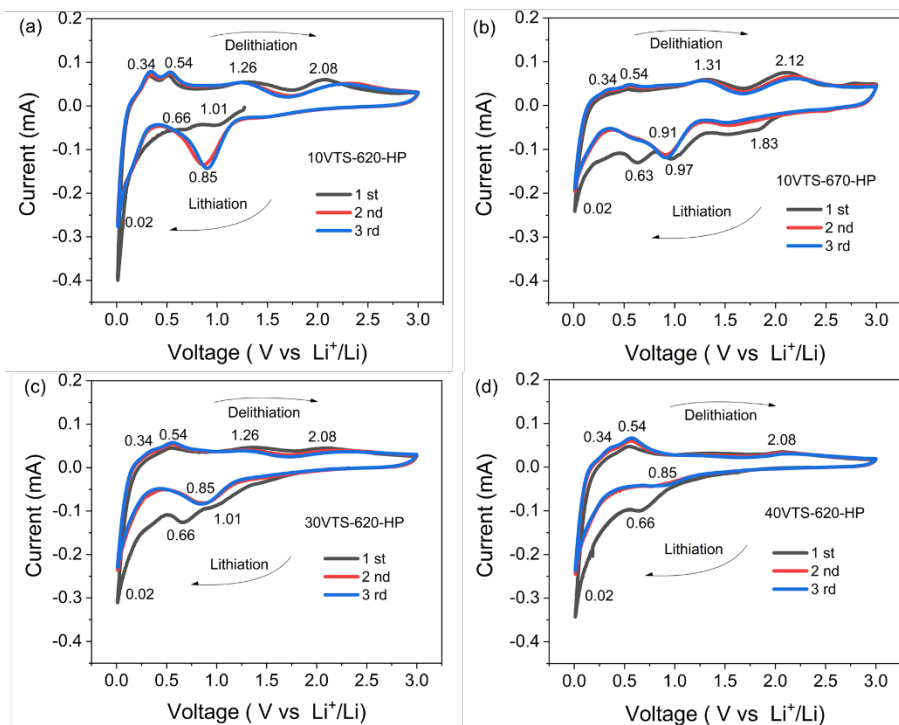 (a)
0.2
0.1
0.0
-0.1
-0.2
-0.3
-0.4
Current (mA)
Delithiation
0.34
0.54
1.26
2.08
0.66
1.01
0.85
0.02
Lithiation
10VTS-620-HP
1 st
2 nd
3 rd
0.0 0.5 1.0 1.5 2.0 2.5 3.0
Voltage ( V vs Li⁺/Li)
(b)
0.2
0.1
0.0
-0.1
-0.2
-0.3
-0.4
Current (mA)
Delithiation
0.34
0.54
1.31
2.12
0.91
0.63
0.97
1.83
0.02
Lithiation
10VTS-670-HP
1 st
2 nd
3 rd
0.0 0.5 1.0 1.5 2.0 2.5 3.0
Voltage ( V vs Li⁺/Li)
(c)
0.2
0.1
0.0
-0.1
-0.2
-0.3
-0.4
Current (mA)
Delithiation
0.34
0.54
1.26
2.08
0.85
0.66
1.01
0.02
Lithiation
30VTS-620-HP
1 st
2 nd
3 rd
0.0 0.5 1.0 1.5 2.0 2.5 3.0
Voltage ( V vs Li⁺/Li)
(d)
0.2
0.1
0.0
-0.1
-0.2
-0.3
-0.4
Current (mA)
Delithiation
0.34
0.54
2.08
0.85
0.66
0.02
Lithiation
40VTS-620-HP
1 st
2 nd
3 rd
0.0 0.5 1.0 1.5 2.0 2.5 3.0
Voltage ( V vs Li⁺/Li)